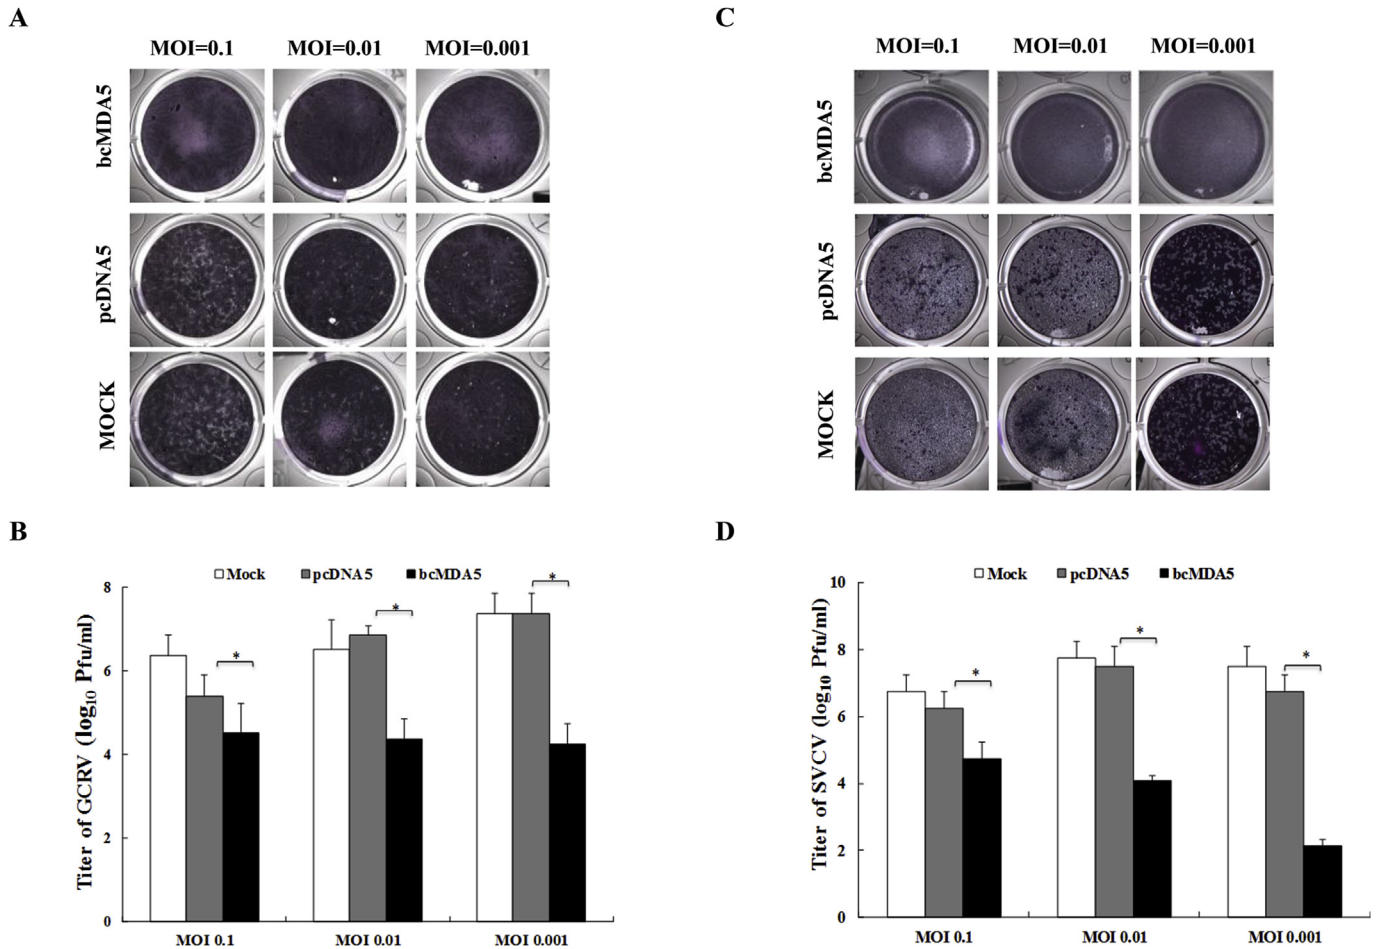 A
MOI=0.1 MOI=0.01 MOI=0.001
bcMDA5
pcDNA5
MOCK
C
MOI=0.1 MOI=0.01 MOI=0.001
bcMDA5
pcDNA5
MOCK
B
Mock pcDNA5 bcMDA5
Titer of GCRV (log₁₀ Pfu/ml)
8
6
4
2
0
* * *
MOI 0.1 MOI 0.01 MOI 0.001
D
Mock pcDNA5 bcMDA5
Titer of SVCV (log₁₀ Pfu/ml)
10
8
6
4
2
0
* * *
MOI 0.1 MOI 0.01 MOI 0.001